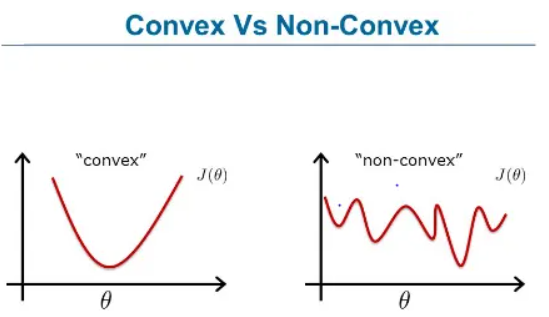 Convex Vs Non-Convex
"convex"
J(θ)
θ
"non-convex"
J(θ)
θ